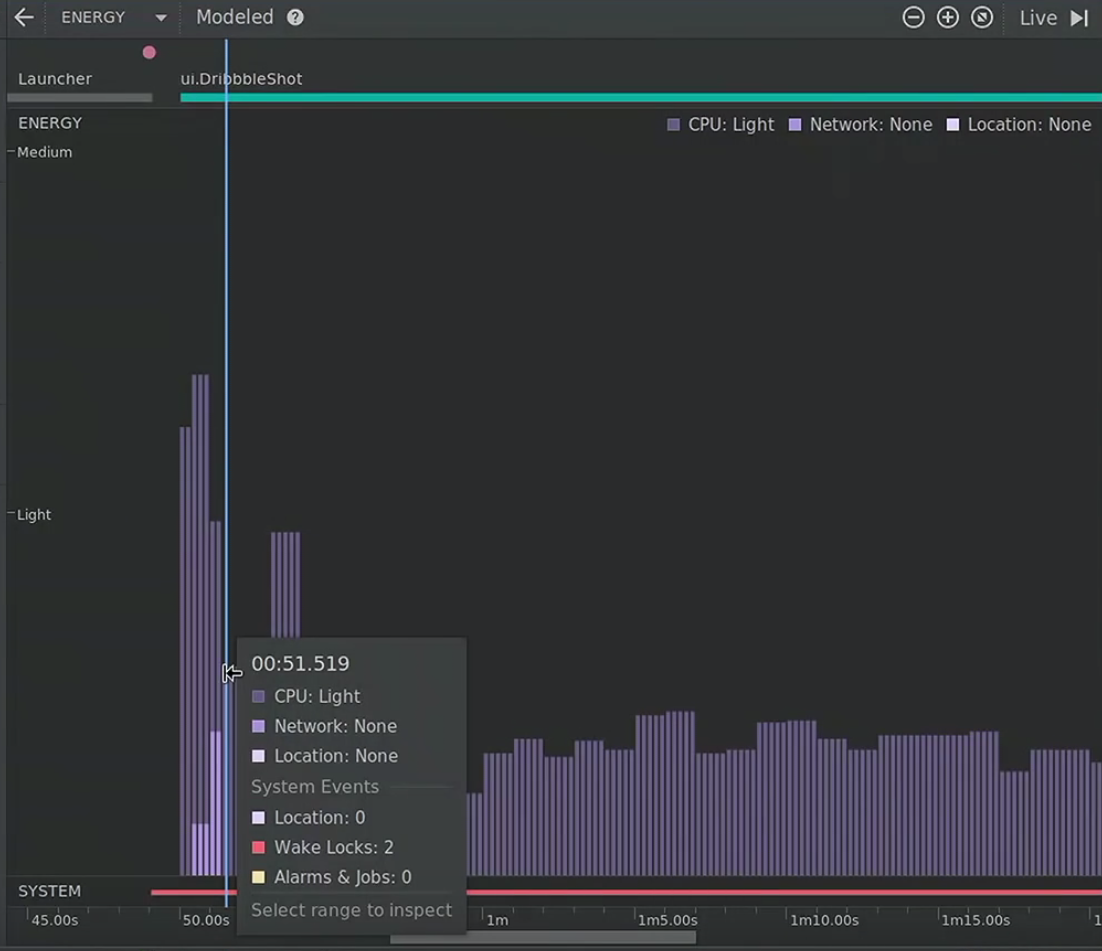 ENERGY Modeled ? Live
Launcher ui.DribbbleShot
ENERGY CPU: Light Network: None Location: None
Medium
Light
00:51.519
CPU: Light
Network: None
Location: None
System Events
Location: 0
Wake Locks: 2
Alarms & Jobs: 0
Select range to inspect
SYSTEM
45.00s 50.00s 1m 1m5.00s 1m10.00s 1m15.00s 1